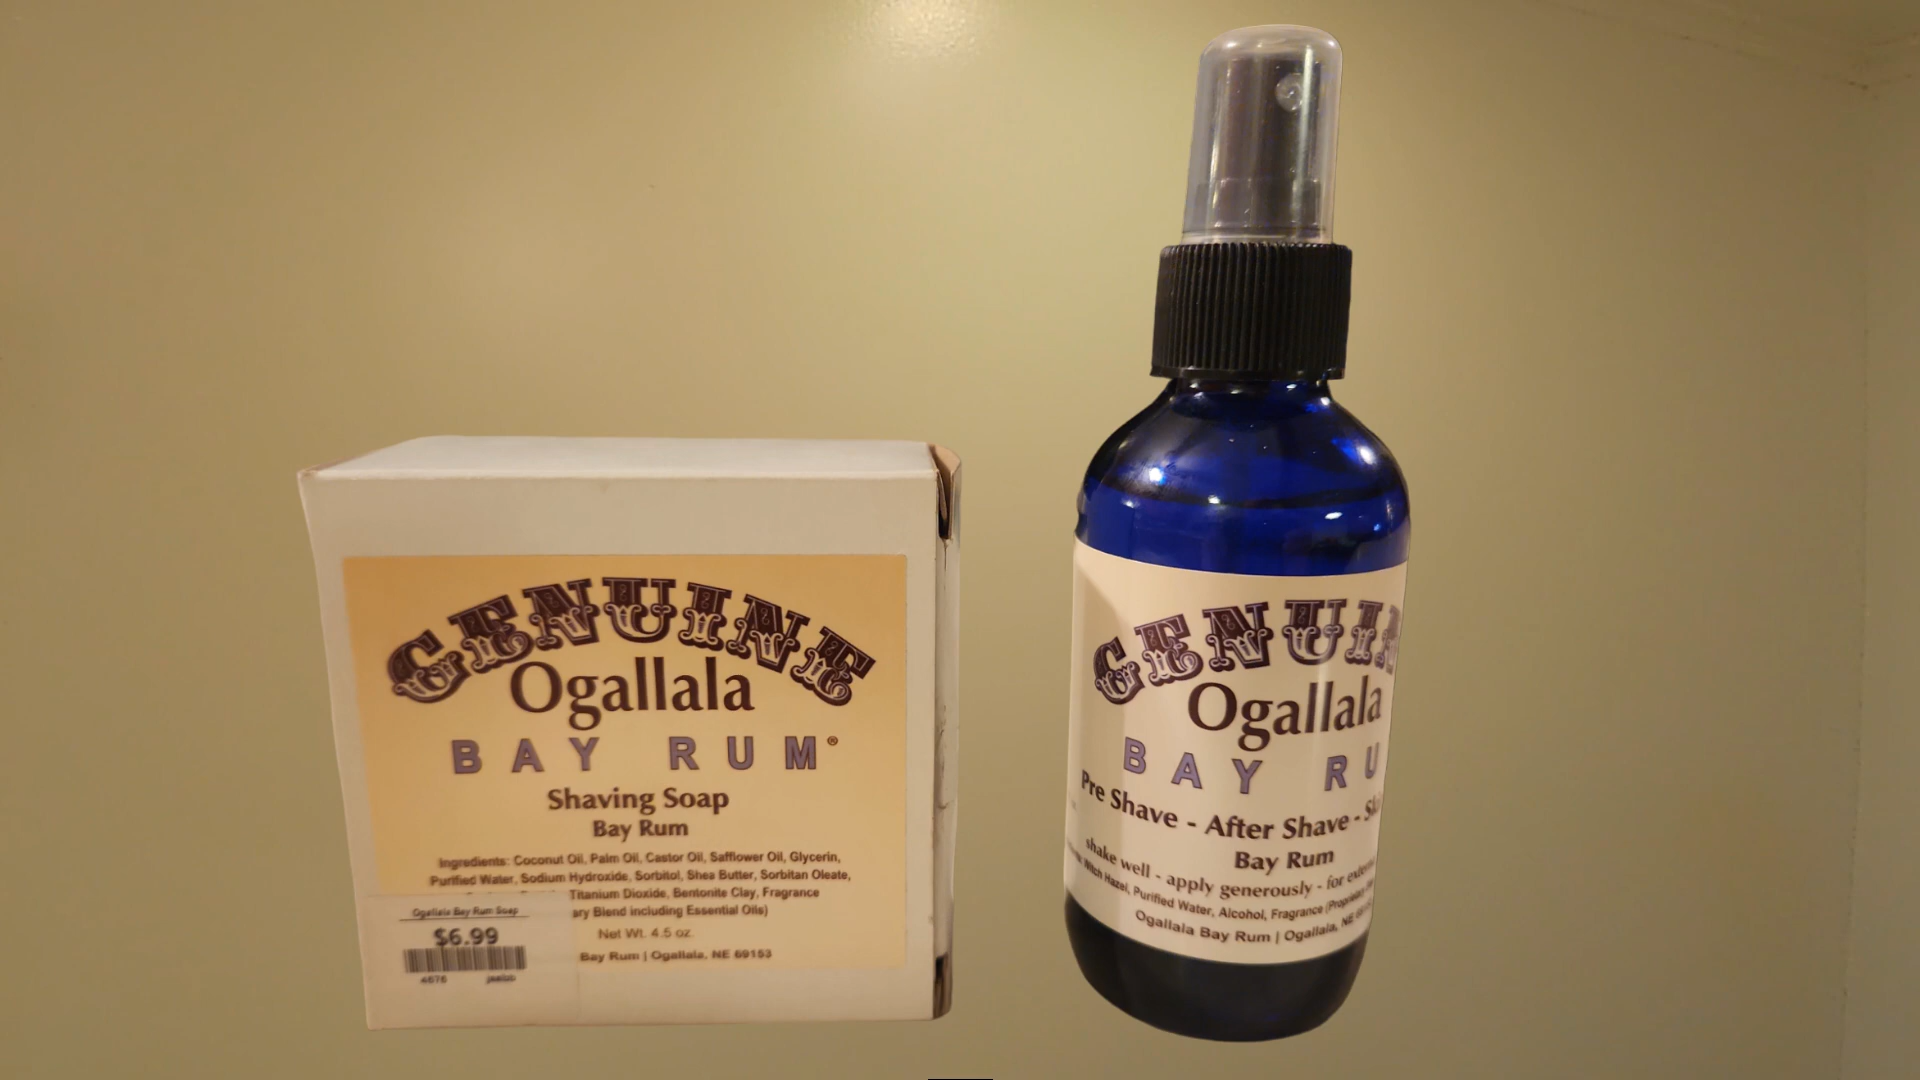 GENUINE
Ogallala
BAY RUM®
Shaving Soap
Bay Rum
Ingredients: Coconut Oil, Palm Oil, Castor Oil, Safflower Oil, Glycerin,
Purified Water, Sodium Hydroxide, Sorbitol, Shea Butter, Sorbitan Oleate,
Titanium Dioxide, Bentonite Clay, Fragrance
ary Blend including Essential Oils)
Net Wt. 4.5 oz.
Bay Rum | Ogallala, NE 69153
Ogallala Bay Rum Soap
$6.99
4676
GENUIN
Ogallala
BAY RU
Pre Shave - After Shave -
Bay Rum
shake well - apply generously - for
Witch Hazel, Purified Water, Alcohol, Fragrance
Ogallala Bay Rum | Ogallala, NE